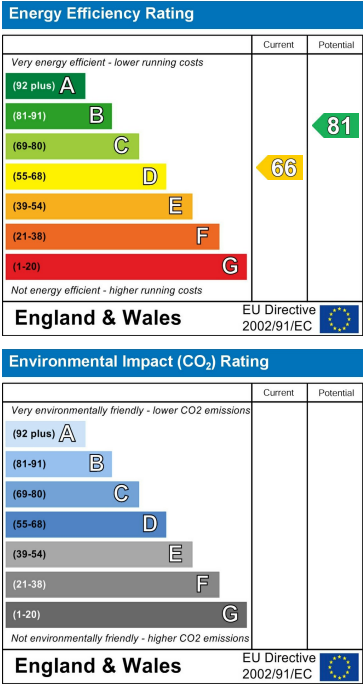 Energy Efficiency Rating
Current Potential
Very energy efficient - lower running costs
(92 plus) A
(81-91) B
(69-80) C
(55-68) D
(39-54) E
(21-38) F
(1-20) G
66
81
Not energy efficient - higher running costs
England & Wales
EU Directive
2002/91/EC
Environmental Impact (CO₂) Rating
Current Potential
Very environmentally friendly - lower CO2 emissions
(92 plus) A
(81-91) B
(69-80) C
(55-68) D
(39-54) E
(21-38) F
(1-20) G
Not environmentally friendly - higher CO2 emissions
England & Wales
EU Directive
2002/91/EC